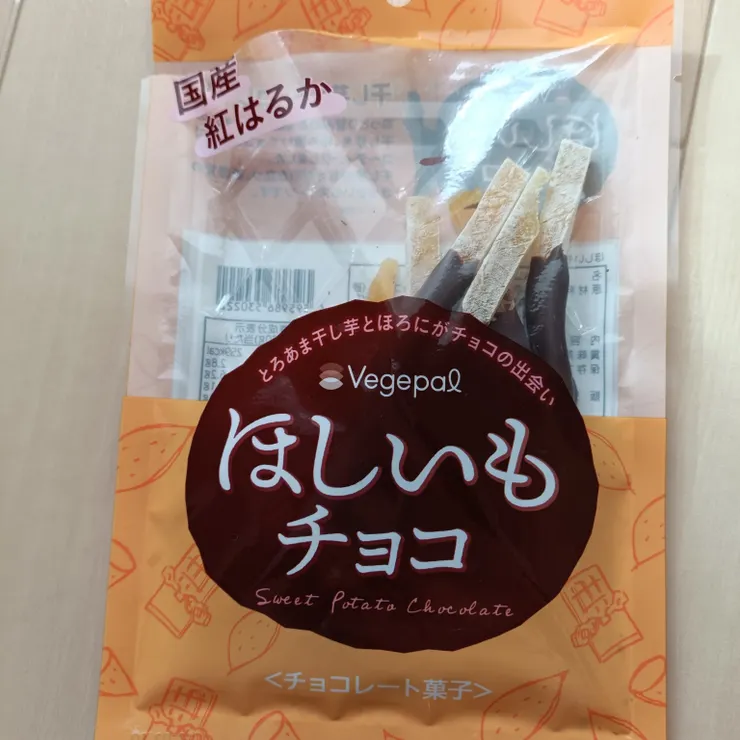 国産
紅はるか
とろあま干し芋とほろにがチョコの出会い
Vegepal
ほしいも
チョコ
Sweet Potato Chocolate
<チョコレート菓子>